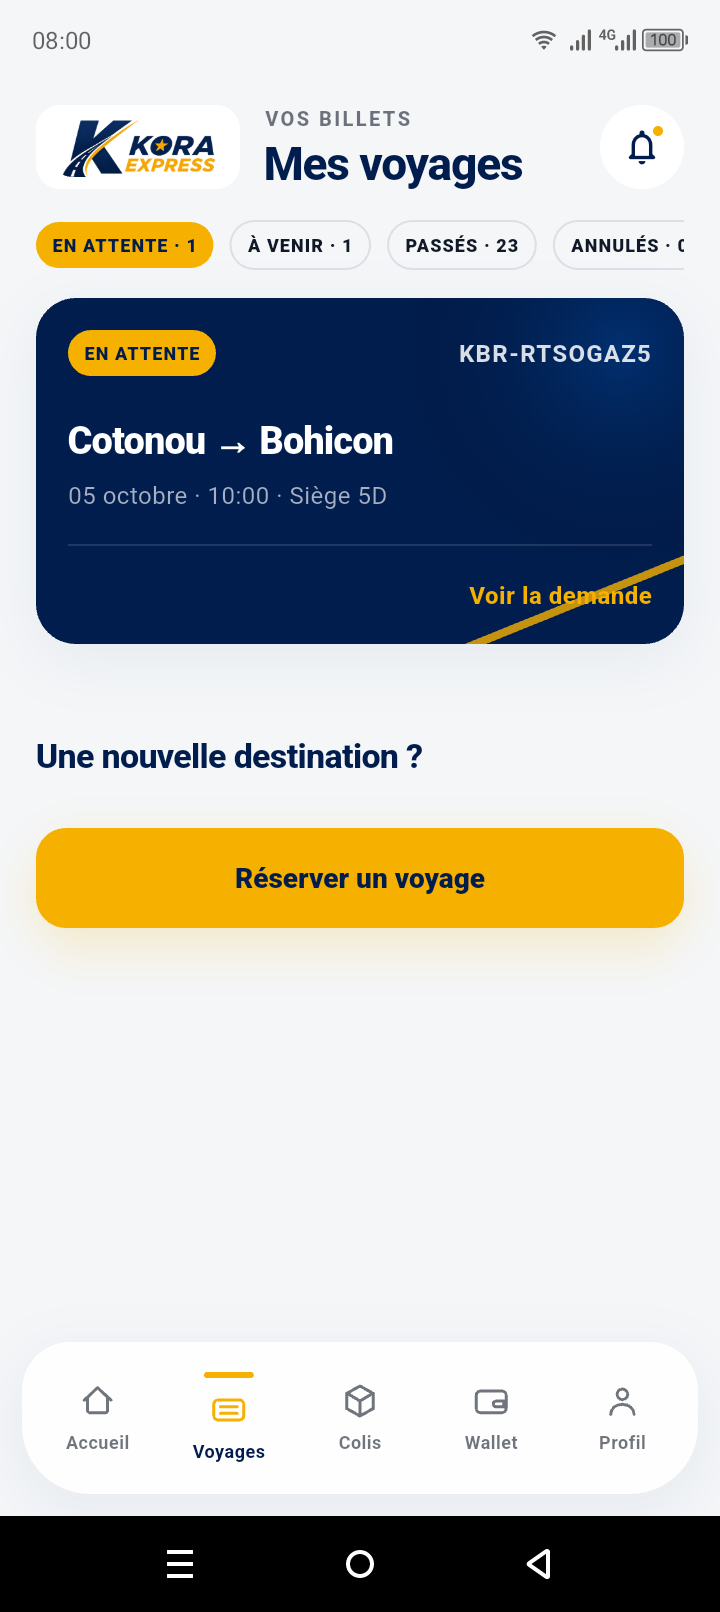 08:00
4G
100
KORA
EXPRESS
VOS BILLETS
Mes voyages
EN ATTENTE · 1
À VENIR · 1
PASSÉS · 23
ANNULÉS · 0
EN ATTENTE
KBR-RTSOGAZ5
Cotonou → Bohicon
05 octobre · 10:00 · Siège 5D
Voir la demande
Une nouvelle destination ?
Réserver un voyage
Accueil
Voyages
Colis
Wallet
Profil